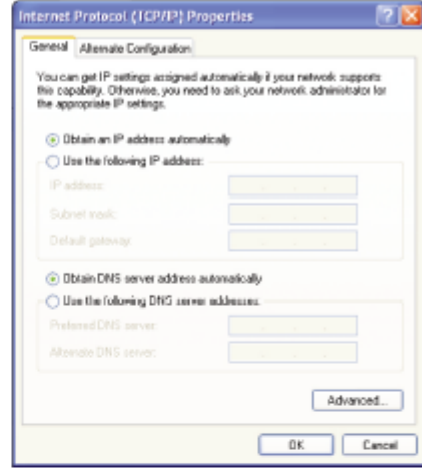 Internet Protocol (TCP/IP) Properties
General
Alternate Configuration
You can get IP settings assigned automatically if your network supports
this capability. Otherwise, you need to ask your network administrator for
the appropriate IP settings.
Obtain an IP address automatically
Use the following IP address:
IP address:
Subnet mask:
Default gateway:
Obtain DNS server address automatically
Use the following DNS server addresses:
Preferred DNS server:
Alternate DNS server:
Advanced...
OK
Cancel